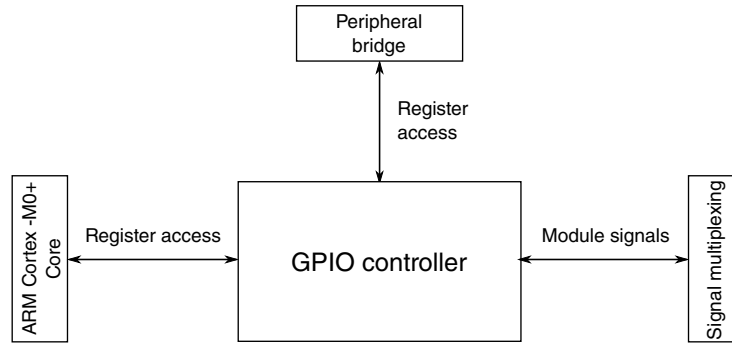 Peripheral
bridge
Register
access
ARM Cortex -M0+
Core
Register access
GPIO controller
Module signals
Signal multiplexing